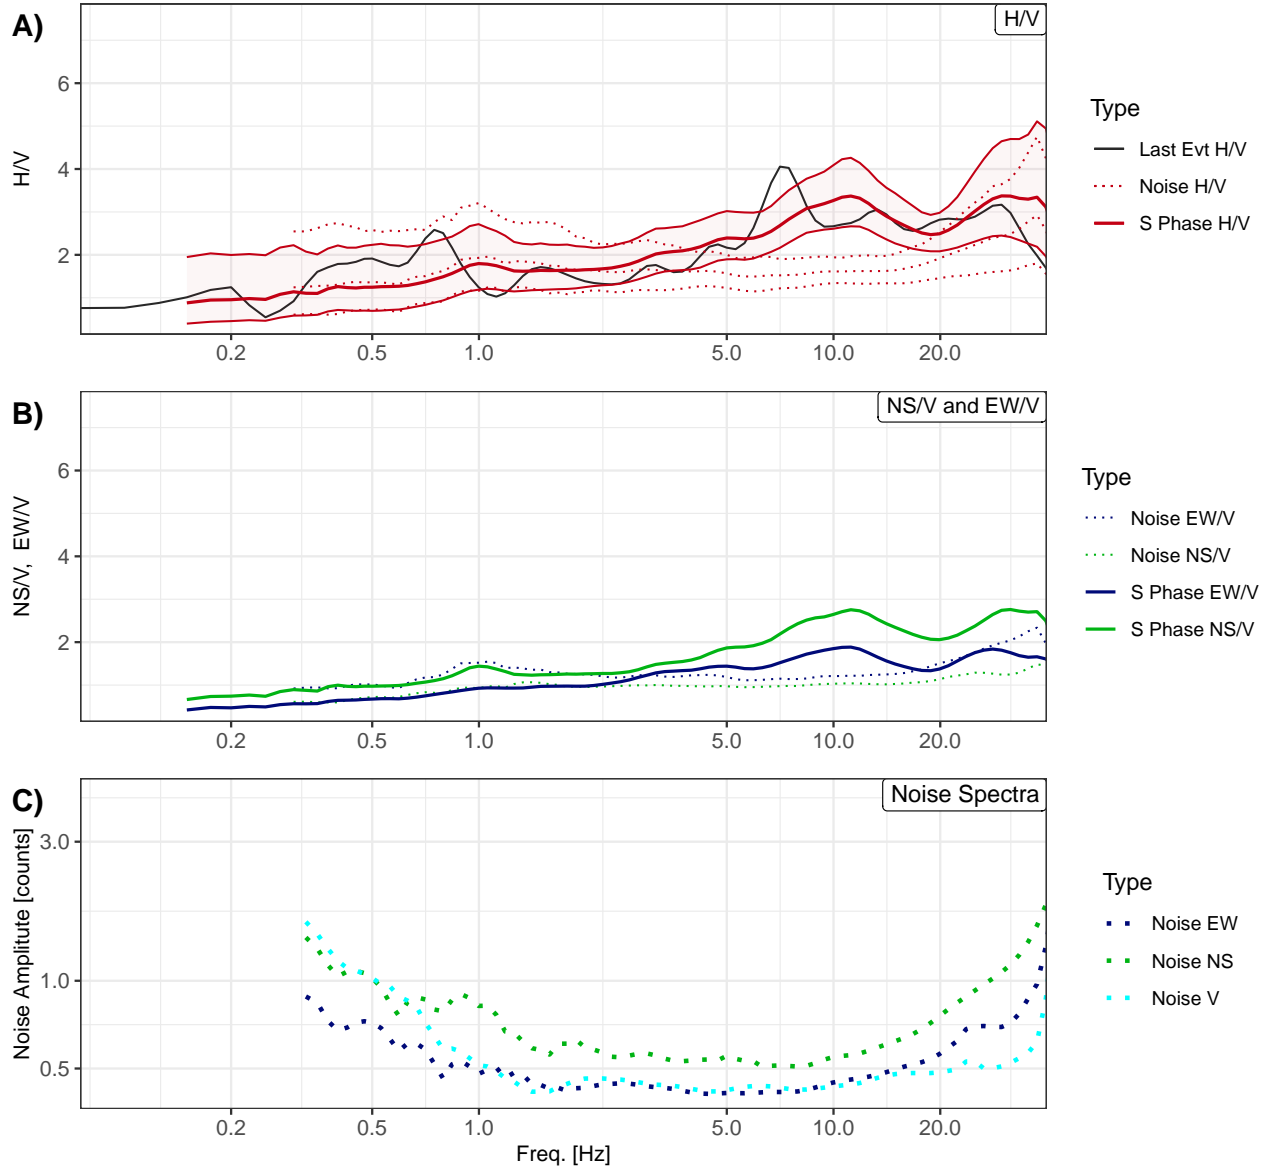 A)
H/V
6
4
2
H/V
0.2 0.5 1.0 5.0 10.0 20.0
Type
Last Evt H/V
Noise H/V
S Phase H/V
B)
NS/V and EW/V
6
4
2
NS/V, EW/V
0.2 0.5 1.0 5.0 10.0 20.0
Type
Noise EW/V
Noise NS/V
S Phase EW/V
S Phase NS/V
C)
Noise Spectra
3.0
1.0
0.5
Noise Amplitude [counts]
0.2 0.5 1.0 5.0 10.0 20.0
Freq. [Hz]
Type
Noise EW
Noise NS
Noise V